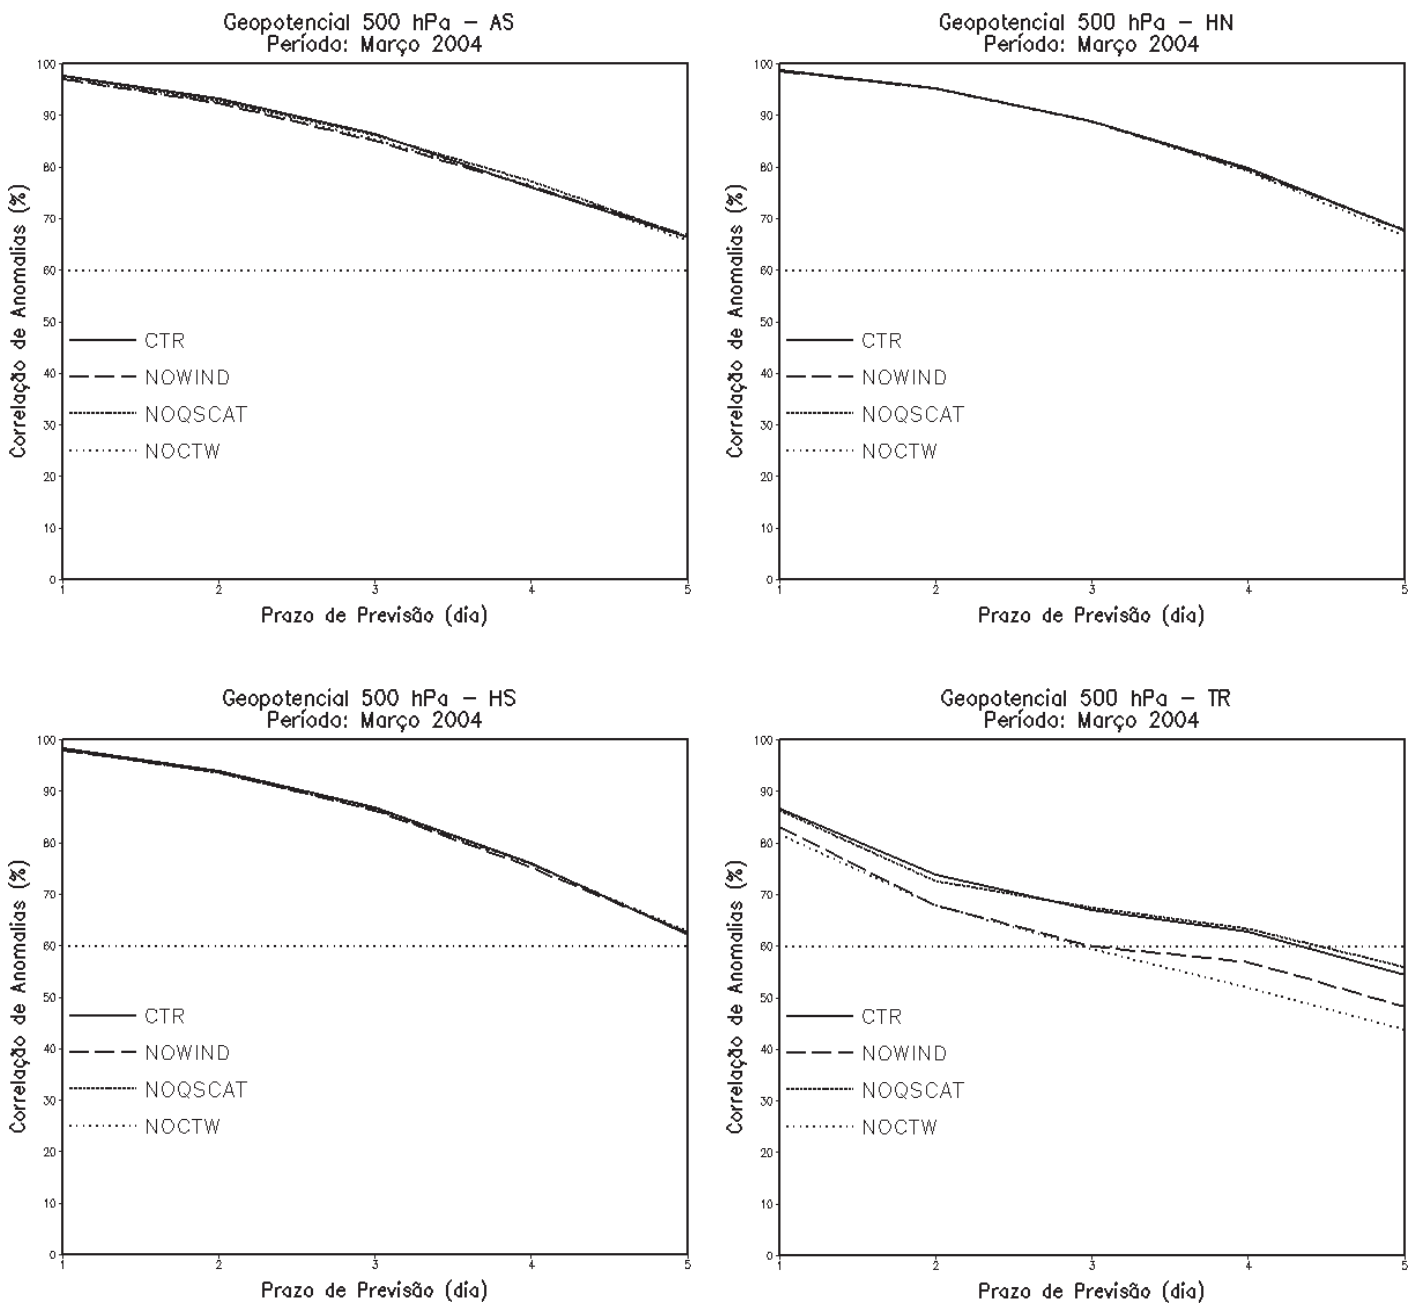 Geopotencial 500 hPa – AS
Período: Março 2004
100
90
80
70
60
50
40
30
20
10
0
Correlação de Anomalias (%)
CTR
NOWIND
NOQSCAT
NOCTW
1 2 3 4 5
Prazo de Previsão (dia)
Geopotencial 500 hPa – HN
Período: Março 2004
100
90
80
70
60
50
40
30
20
10
0
Correlação de Anomalias (%)
CTR
NOWIND
NOQSCAT
NOCTW
1 2 3 4 5
Prazo de Previsão (dia)
Geopotencial 500 hPa – HS
Período: Março 2004
100
90
80
70
60
50
40
30
20
10
0
Correlação de Anomalias (%)
CTR
NOWIND
NOQSCAT
NOCTW
1 2 3 4 5
Prazo de Previsão (dia)
Geopotencial 500 hPa – TR
Período: Março 2004
100
90
80
70
60
50
40
30
20
10
0
Correlação de Anomalias (%)
CTR
NOWIND
NOQSCAT
NOCTW
1 2 3 4 5
Prazo de Previsão (dia)